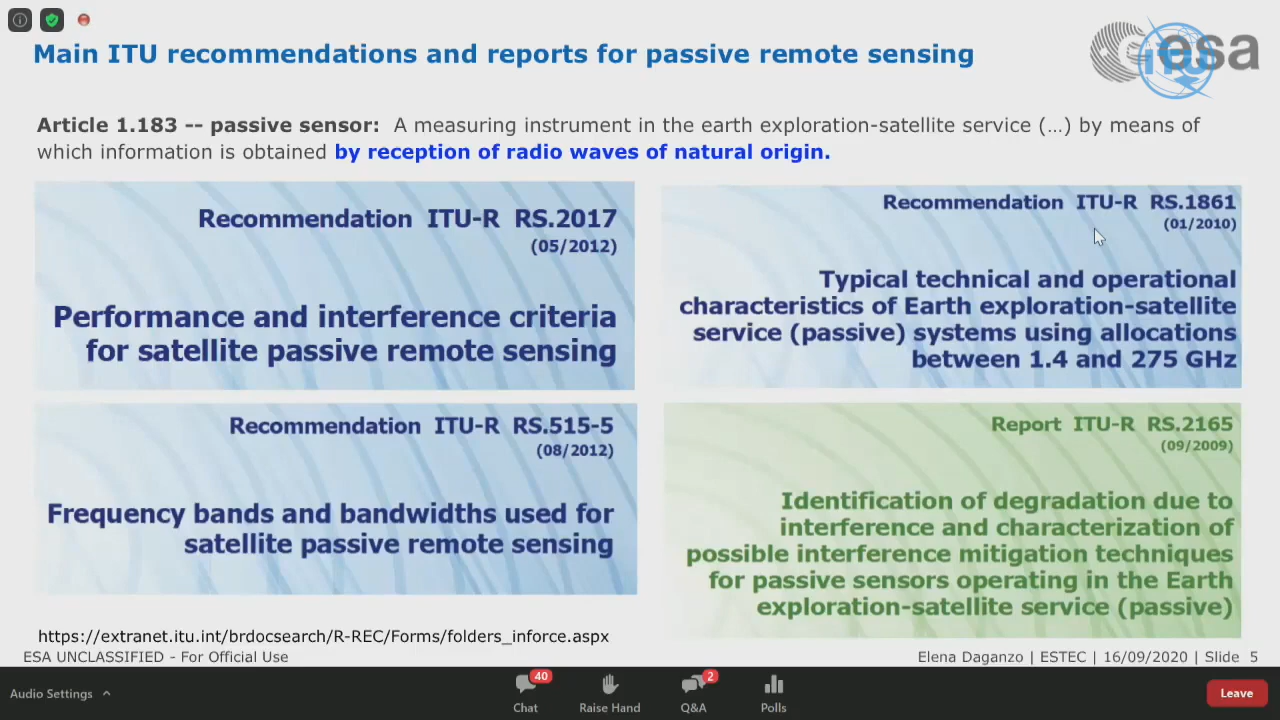 Main ITU recommendations and reports for passive remote sensing
esa
ITU
Article 1.183 -- passive sensor: A measuring instrument in the earth exploration-satellite service (…) by means of
which information is obtained by reception of radio waves of natural origin.
Recommendation ITU-R RS.2017
(05/2012)
Performance and interference criteria
for satellite passive remote sensing
Recommendation ITU-R RS.1861
(01/2010)
Typical technical and operational
characteristics of Earth exploration-satellite
service (passive) systems using allocations
between 1.4 and 275 GHz
Recommendation ITU-R RS.515-5
(08/2012)
Frequency bands and bandwidths used for
satellite passive remote sensing
Report ITU-R RS.2165
(09/2009)
Identification of degradation due to
interference and characterization of
possible interference mitigation techniques
for passive sensors operating in the Earth
exploration-satellite service (passive)
https://extranet.itu.int/brdocsearch/R-REC/Forms/folders_inforce.aspx
ESA UNCLASSIFIED - For Official Use
Elena Daganzo | ESTEC | 16/09/2020 | Slide 5
Audio Settings
40
Chat
Raise Hand
2
Q&A
Polls
Leave